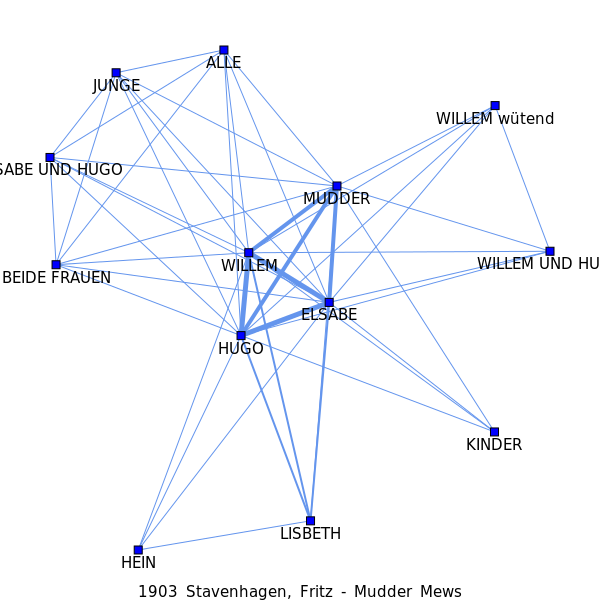 ALLE
JUNGE
WILLEM wütend
SABE UND HUGO
MUDDER
WILLEM
WILLEM UND HU
BEIDE FRAUEN
ELSABE
HUGO
KINDER
LISBETH
HEIN
1903 Stavenhagen, Fritz - Mudder Mews